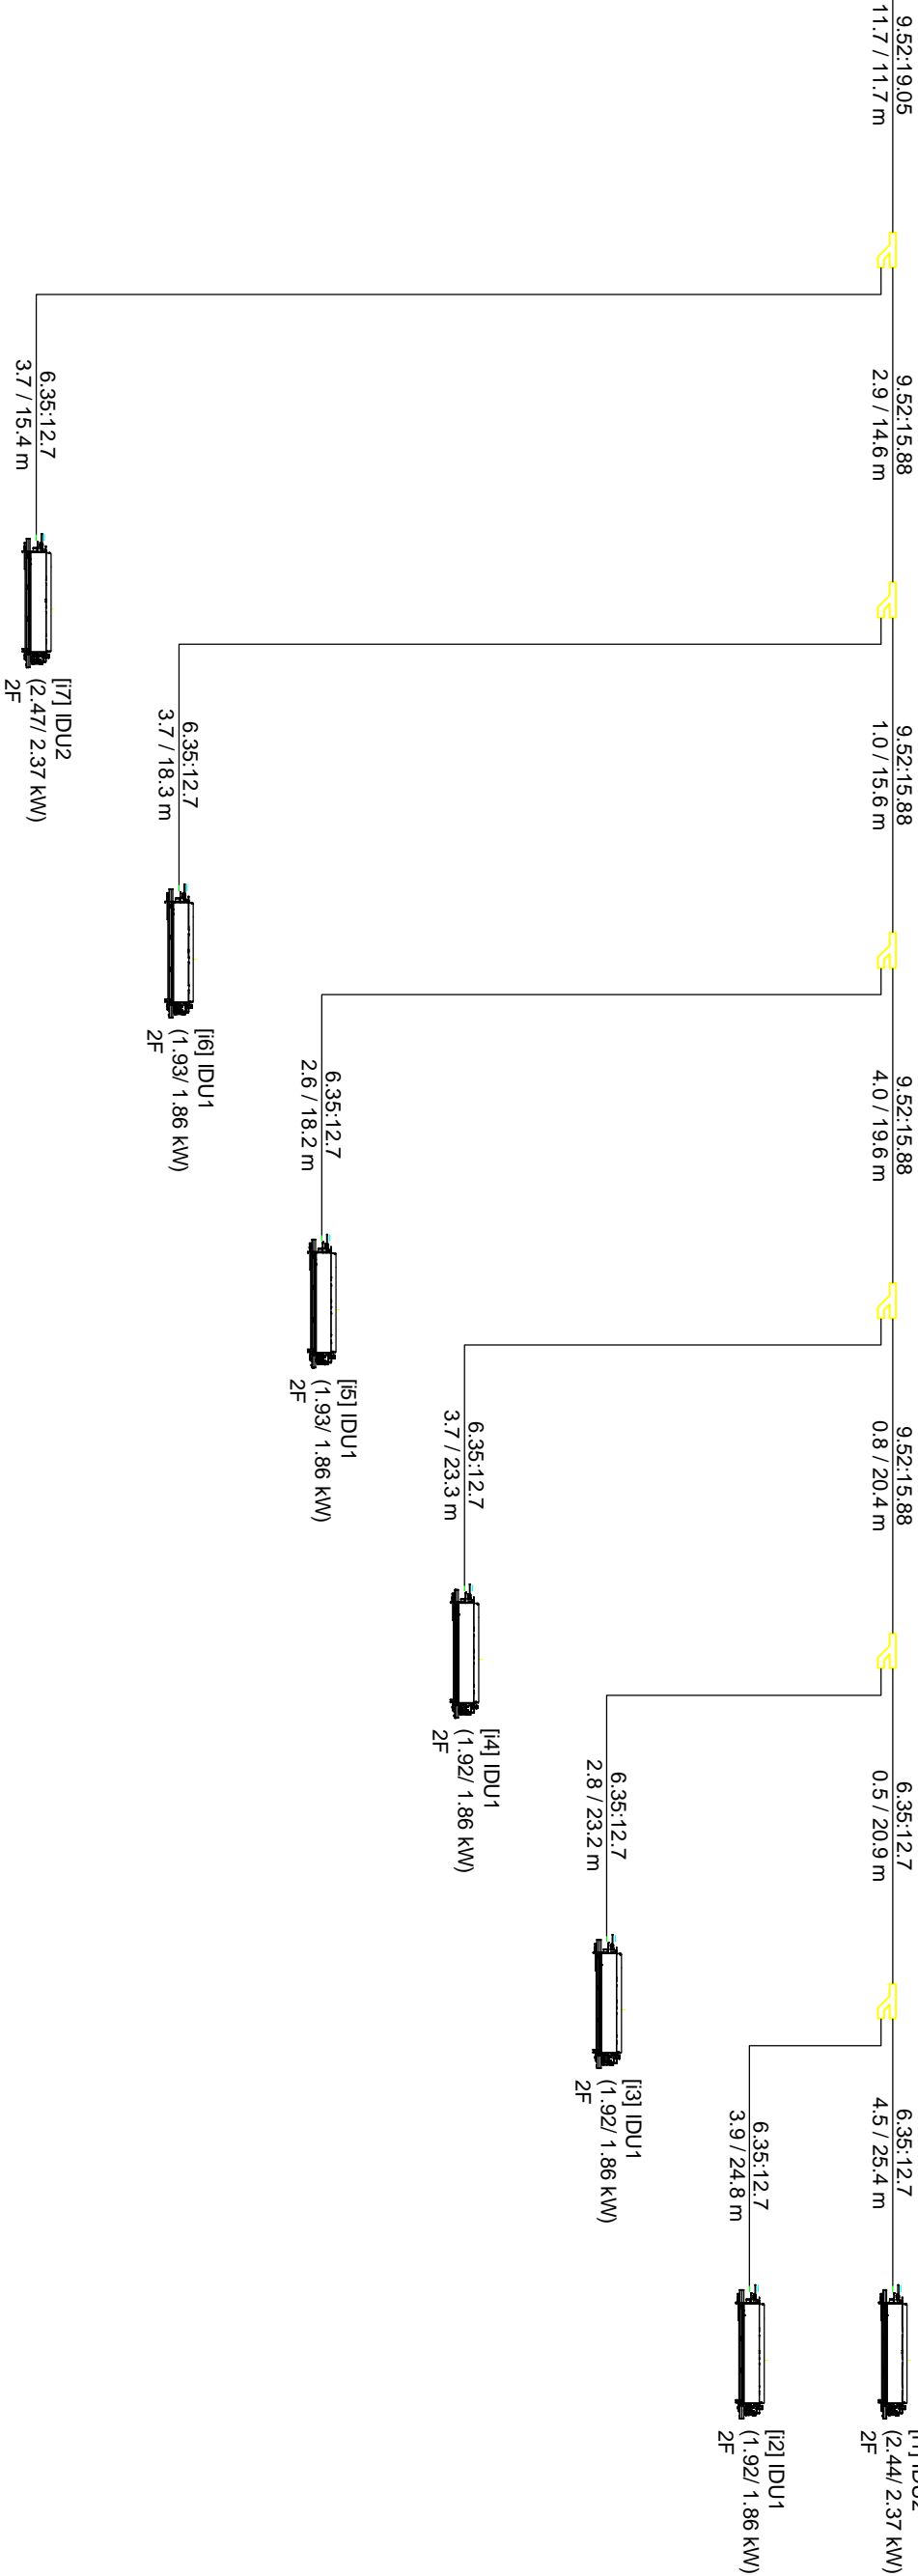 9.52:19.05
11.7 / 11.7 m
9.52:15.88
2.9 / 14.6 m
6.35:12.7
3.7 / 15.4 m
[i7] IDU2
(2.47/ 2.37 kW)
2F
9.52:15.88
1.0 / 15.6 m
6.35:12.7
3.7 / 18.3 m
[i6] IDU1
(1.93/ 1.86 kW)
2F
9.52:15.88
4.0 / 19.6 m
6.35:12.7
2.6 / 18.2 m
[i5] IDU1
(1.93/ 1.86 kW)
2F
9.52:15.88
0.8 / 20.4 m
6.35:12.7
3.7 / 23.3 m
[i4] IDU1
(1.92/ 1.86 kW)
2F
6.35:12.7
0.5 / 20.9 m
6.35:12.7
2.8 / 23.2 m
[i3] IDU1
(1.92/ 1.86 kW)
2F
6.35:12.7
4.5 / 25.4 m
6.35:12.7
3.9 / 24.8 m
[i2] IDU1
(1.92/ 1.86 kW)
2F
[i1] IDU2
(2.44/ 2.37 kW)
2F